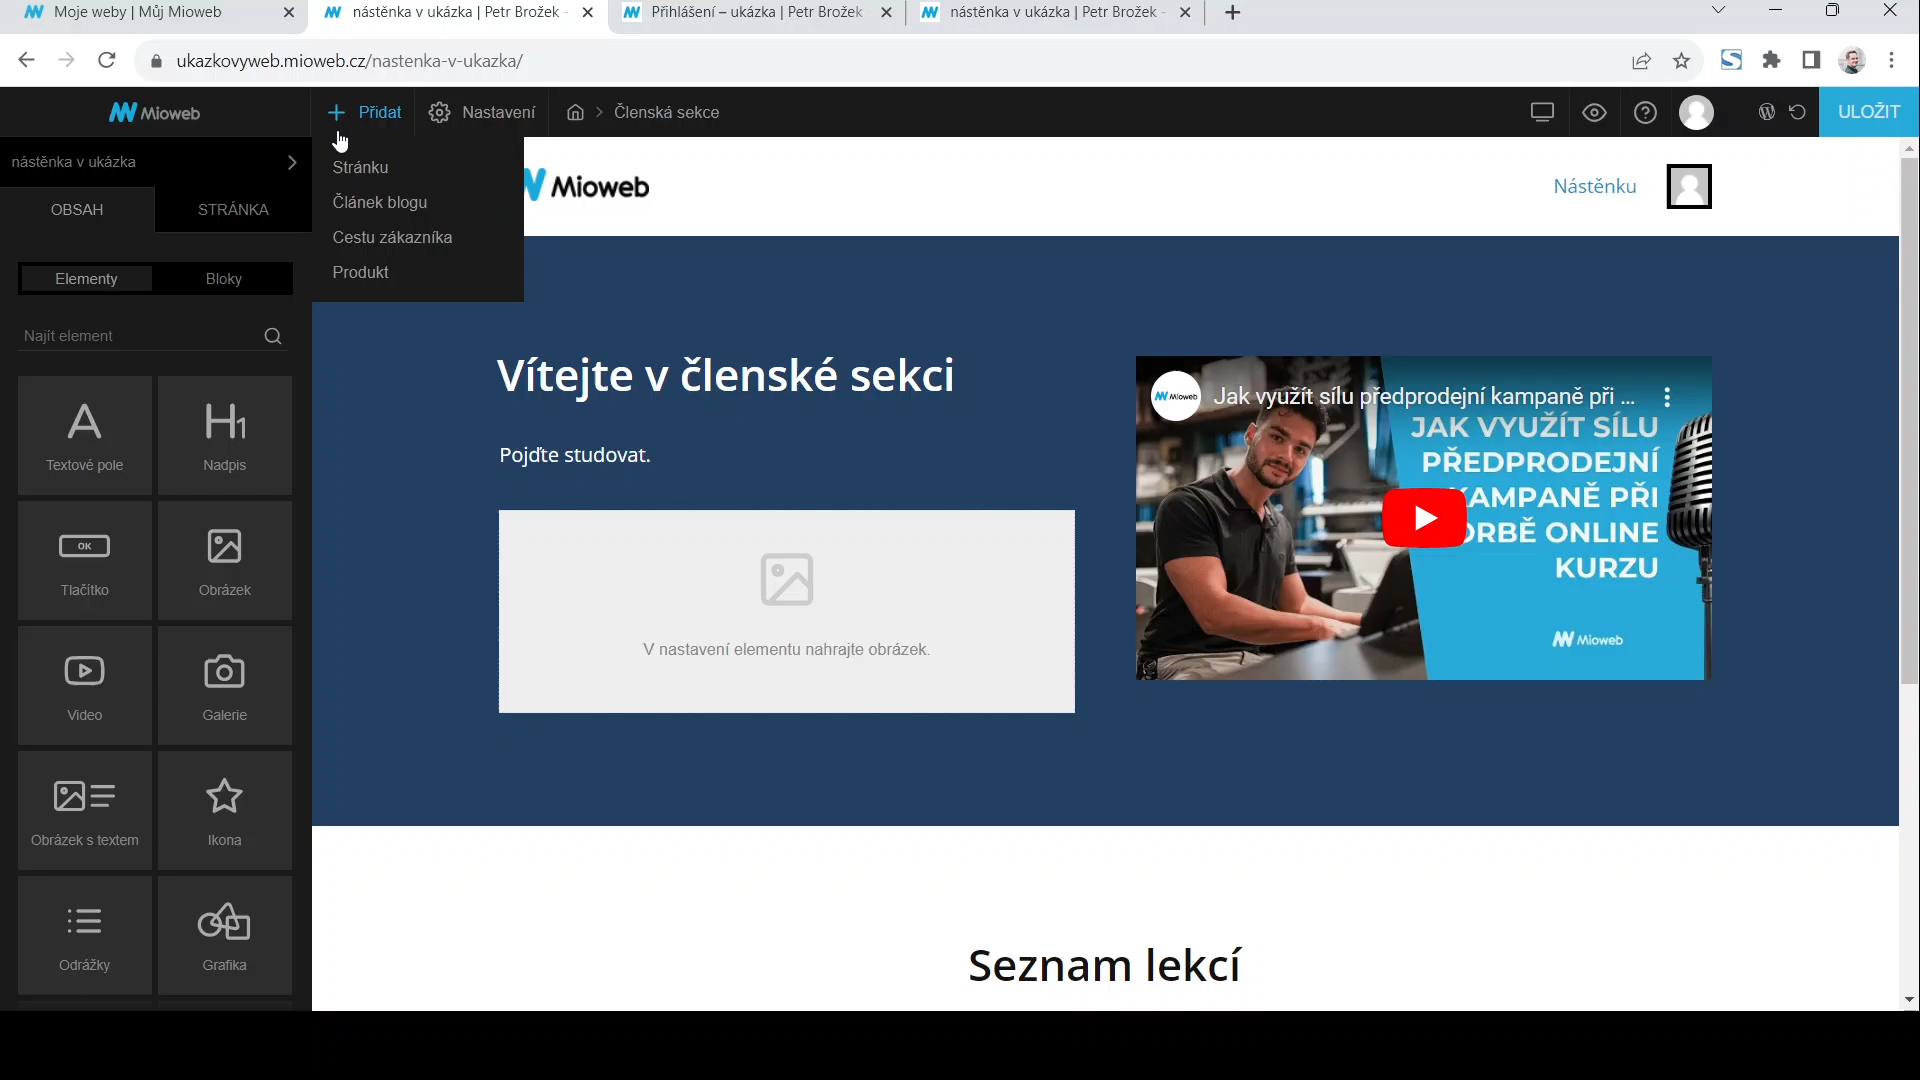 Moje weby | Můj Mioweb
nástěnka v ukázka | Petr Brožek -
Přihlášení – ukázka | Petr Brožek
nástěnka v ukázka | Petr Brožek -
ukazkovyweb.mioweb.cz/nastenka-v-ukazka/
Mioweb
Přidat
Nastavení
Členská sekce
ULOŽIT
nástěnka v ukázka
OBSAH
STRÁNKA
Stránku
Článek blogu
Cestu zákazníka
Produkt
Mioweb
Nástěnku
Elementy
Bloky
Najít element
Textové pole
H1
Nadpis
OK
Tlačítko
Obrázek
Video
Galerie
Obrázek s textem
Ikona
Odrážky
Grafika
Vítejte v členské sekci
Pojďte studovat.
V nastavení elementu nahrajte obrázek.
Mioweb
Jak využít sílu předprodejní kampaně při ...
JAK VYUŽÍT SÍLU
PŘEDPRODEJNÍ
KAMPANĚ PŘI
ORBĚ ONLINE
KURZU
Mioweb
Seznam lekcí